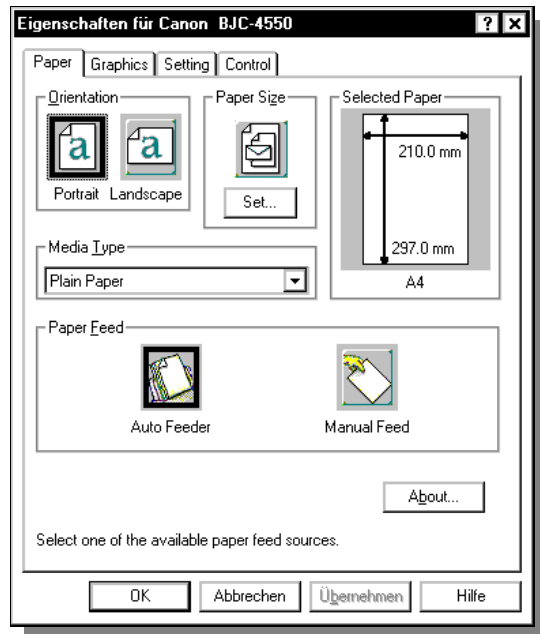 Eigenschaften für Canon BJC-4550
Paper Graphics Setting Control
Orientation
Portrait Landscape
Paper Size
Set...
Selected Paper
210.0 mm
297.0 mm
A4
Media Type
Plain Paper
Paper Feed
Auto Feeder Manual Feed
About...
Select one of the available paper feed sources.
OK Abbrechen Übernehmen Hilfe